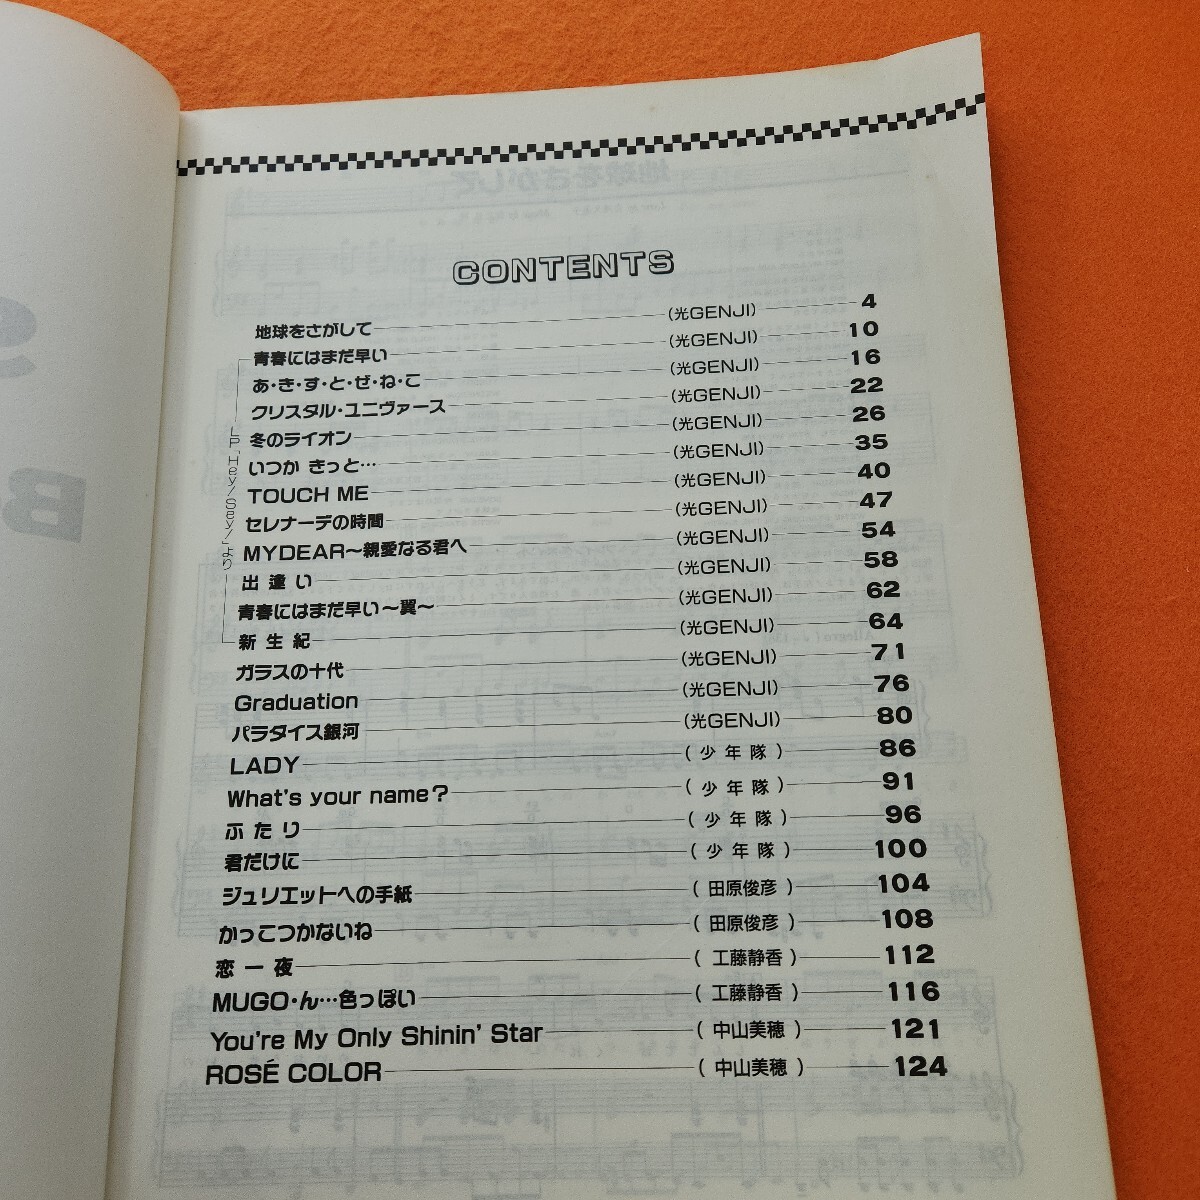 CONTENTS
地球をさがして (光GENJI) 4
青春にはまだ早い (光GENJI) 10
あ・き・す・と・ぜ・ね・こ (光GENJI) 16
クリスタル・ユニヴァース (光GENJI) 22
冬のライオン (光GENJI) 26
いつか きっと… (光GENJI) 35
TOUCH ME (光GENJI) 40
セレナーデの時間 (光GENJI) 47
MYDEAR〜親愛なる君へ (光GENJI) 54
出逢い (光GENJI) 58
青春にはまだ早い〜翼〜 (光GENJI) 62
新生紀 (光GENJI) 64
LP「Hey! Say!」より
ガラスの十代 (光GENJI) 71
Graduation (光GENJI) 76
パラダイス銀河 (光GENJI) 80
LADY (少年隊) 86
What's your name? (少年隊) 91
ふたり (少年隊) 96
君だけに (少年隊) 100
ジュリエットへの手紙 (田原俊彦) 104
かっこつかないね (田原俊彦) 108
恋一夜 (工藤静香) 112
MUGO・ん…色っぽい (工藤静香) 116
You're My Only Shinin' Star (中山美穂) 121
ROSÉ COLOR (中山美穂) 124